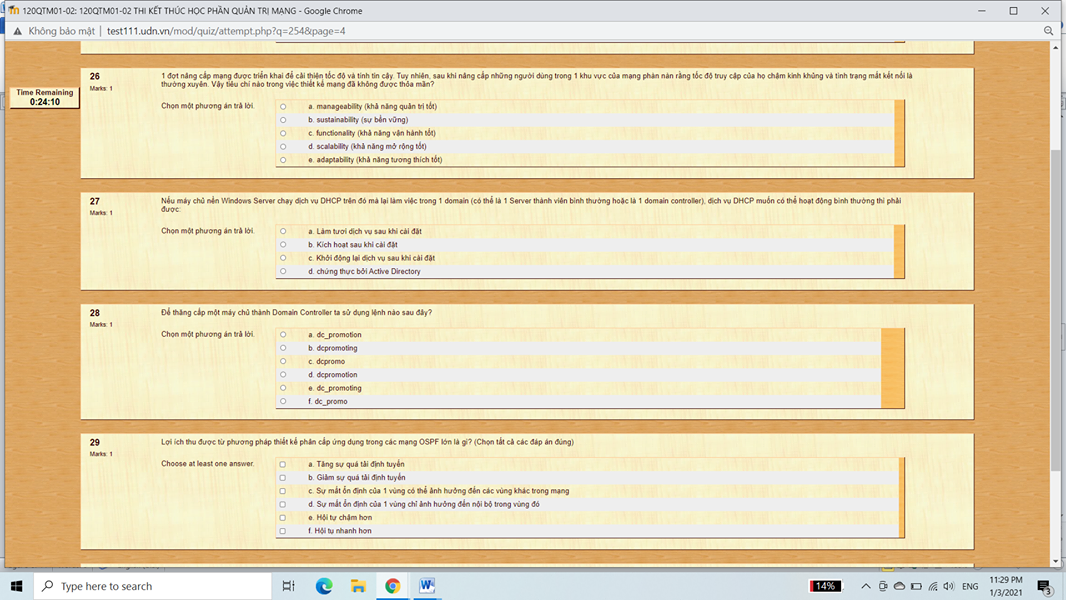 120QTM01-02: 120QTM01-02 THI KẾT THÚC HỌC PHẦN QUẢN TRỊ MẠNG - Google Chrome
Không bảo mật | test111.udn.vn/mod/quiz/attempt.php?q=254&page=4
Time Remaining
0:24:10
26
Marks: 1
1 đợt nâng cấp mạng được triển khai để cải thiện tốc độ và tính tin cậy. Tuy nhiên, sau khi nâng cấp những người dùng trong 1 khu vực của mạng phàn nàn rằng tốc độ truy cập của họ chậm kinh khủng và tình trạng mất kết nối là
thường xuyên. Vậy tiêu chí nào trong việc thiết kế mạng đã không được thỏa mãn?
Chọn một phương án trả lời.
a. manageability (khả năng quản trị tốt)
b. sustainability (sự bền vững)
c. functionality (khả năng vận hành tốt)
d. scalability (khả năng mở rộng tốt)
e. adaptability (khả năng tương thích tốt)
27
Marks: 1
Nếu máy chủ nền Windows Server chạy dịch vụ DHCP trên đó mà lại làm việc trong 1 domain (có thể là 1 Server thành viên bình thường hoặc là 1 domain controller), dịch vụ DHCP muốn có thể hoạt động bình thường thì phải
được:
Chọn một phương án trả lời.
a. Làm tươi dịch vụ sau khi cài đặt
b. Kích hoạt sau khi cài đặt
c. Khởi động lại dịch vụ sau khi cài đặt
d. chứng thực bởi Active Directory
28
Marks: 1
Để thăng cấp một máy chủ thành Domain Controller ta sử dụng lệnh nào sau đây?
Chọn một phương án trả lời.
a. dc_promotion
b. dcpromoting
c. dcpromo
d. dcpromotion
e. dc_promoting
f. dc_promo
29
Marks: 1
Lợi ích thu được từ phương pháp thiết kế phân cấp ứng dụng trong các mạng OSPF lớn là gì? (Chọn tất cả các đáp án đúng)
Choose at least one answer.
a. Tăng sự quá tải định tuyến
b. Giảm sự quá tải định tuyến
c. Sự mất ổn định của 1 vùng có thể ảnh hưởng đến các vùng khác trong mạng
d. Sự mất ổn định của 1 vùng chỉ ảnh hưởng đến nội bộ trong vùng đó
e. Hội tụ chậm hơn
f. Hội tụ nhanh hơn
Type here to search
14%
ENG
11:29 PM
1/3/2021
3